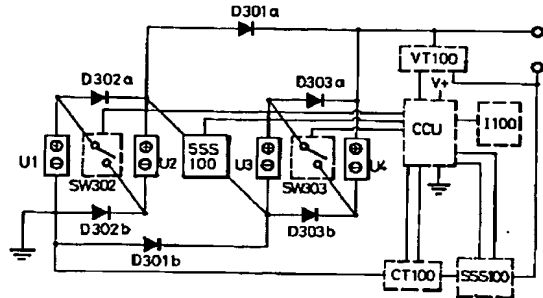 D301a
VT100
D302a
D303a
V+
SSS
100
CCU
I100
U1
U2
U3
U4
SW302
SW303
D302b
D303b
D301b
CT100
SSS100